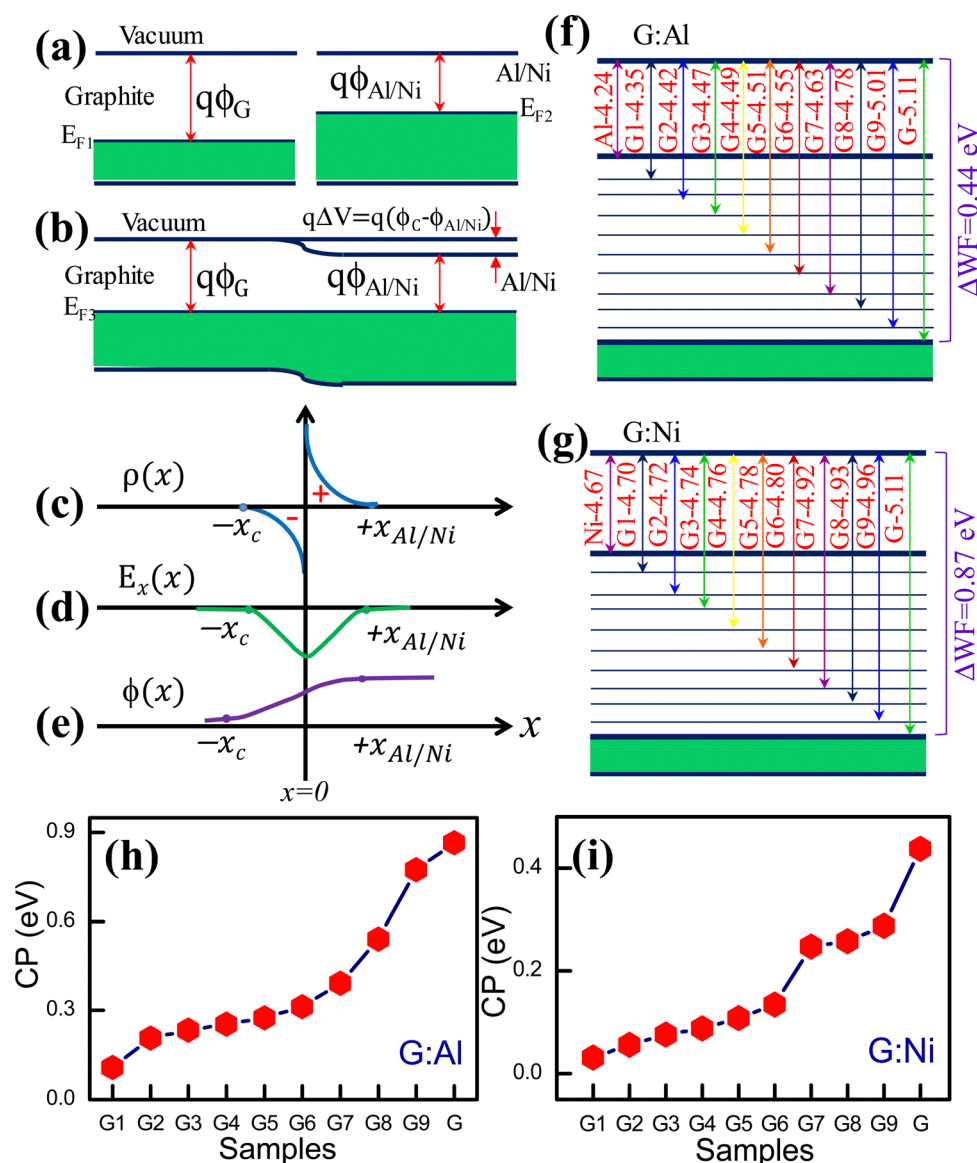 (a)
Vacuum
Graphite
qϕG
EF1
qϕAl/Ni
Al/Ni
EF2
(b)
Vacuum
qΔV=q(ϕC-ϕAl/Ni)
Graphite
qϕG
EF3
qϕAl/Ni
Al/Ni
(c)
ρ(x)
+
-
−xc
+xAl/Ni
(d)
Ex(x)
−xc
+xAl/Ni
(e)
ϕ(x)
−xc
+xAl/Ni
x
x=0
(f)
G:Al
Al-4.24
G1-4.35
G2-4.42
G3-4.47
G4-4.49
G5-4.51
G6-4.55
G7-4.63
G8-4.78
G9-5.01
G-5.11
ΔWF=0.44 eV
(g)
G:Ni
Ni-4.67
G1-4.70
G2-4.72
G3-4.74
G4-4.76
G5-4.78
G6-4.80
G7-4.92
G8-4.93
G9-4.96
G-5.11
ΔWF=0.87 eV
(h)
CP (eV)
0.9
0.6
0.3
0.0
G:Al
G1 G2 G3 G4 G5 G6 G7 G8 G9 G
Samples
(i)
CP (eV)
0.4
0.2
0.0
G:Ni
G1 G2 G3 G4 G5 G6 G7 G8 G9 G
Samples